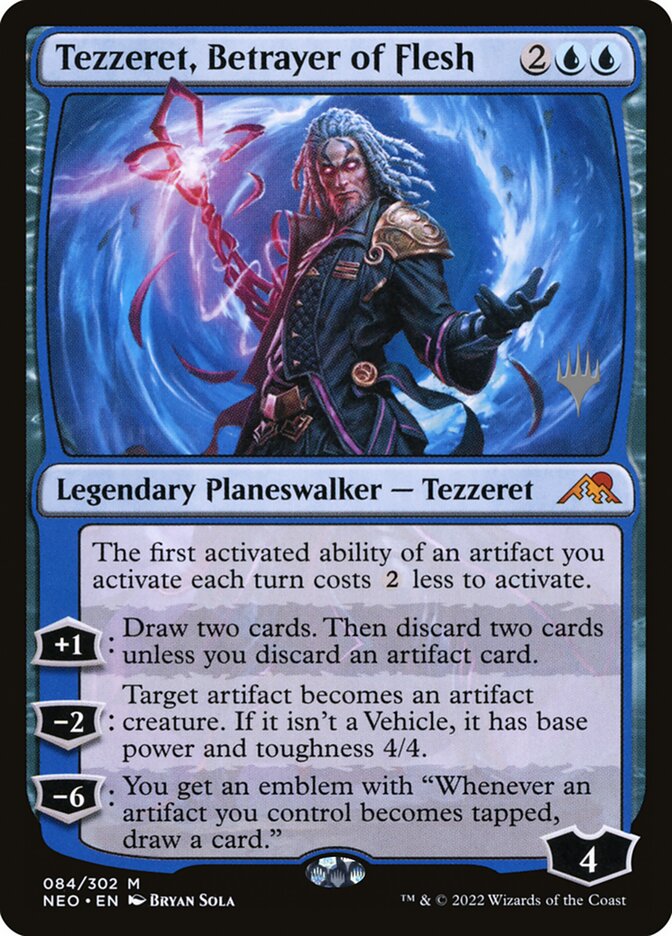 Tezzeret, Betrayer of Flesh 2
Legendary Planeswalker — Tezzeret
The first activated ability of an artifact you
activate each turn costs 2 less to activate.
+1 : Draw two cards. Then discard two cards
unless you discard an artifact card.
−2 : Target artifact becomes an artifact
creature. If it isn't a Vehicle, it has base
power and toughness 4/4.
−6 : You get an emblem with “Whenever an
artifact you control becomes tapped,
draw a card.”
4
084/302 M
NEO • EN Bryan Sola
™ & © 2022 Wizards of the Coast